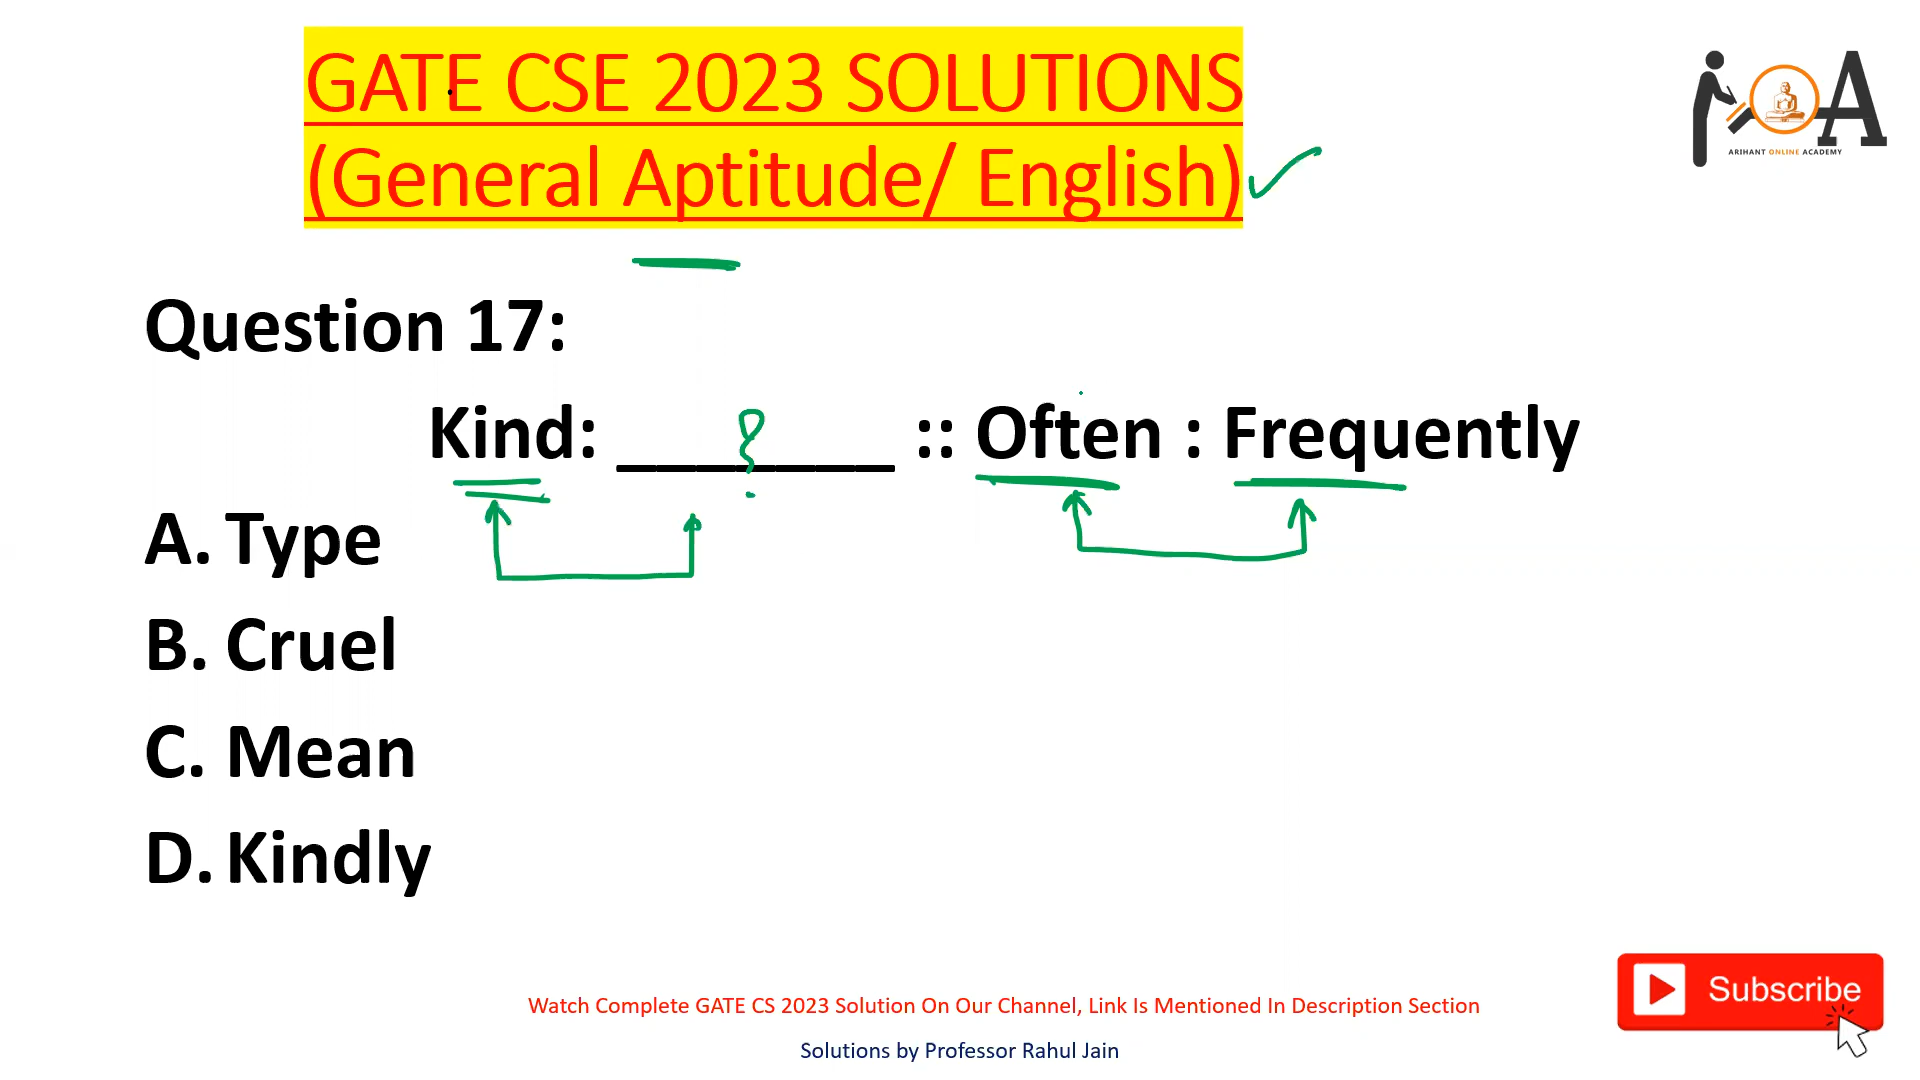 GATE CSE 2023 SOLUTIONS
(General Aptitude/ English)
ARIHANT ONLINE ACADEMY
Question 17:
Kind: _______ :: Often : Frequently
?
A. Type
B. Cruel
C. Mean
D. Kindly
Subscribe
Watch Complete GATE CS 2023 Solution On Our Channel, Link Is Mentioned In Description Section
Solutions by Professor Rahul Jain